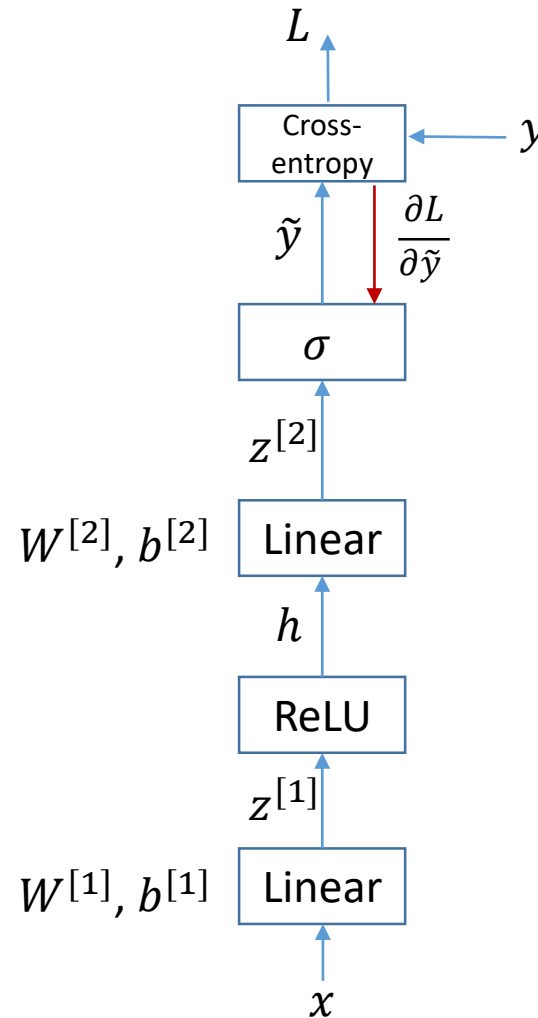 L
Cross-
entropy
y
ỹ
∂L
∂ỹ
σ
z^[2]
W^[2], b^[2]
Linear
h
ReLU
z^[1]
W^[1], b^[1]
Linear
x